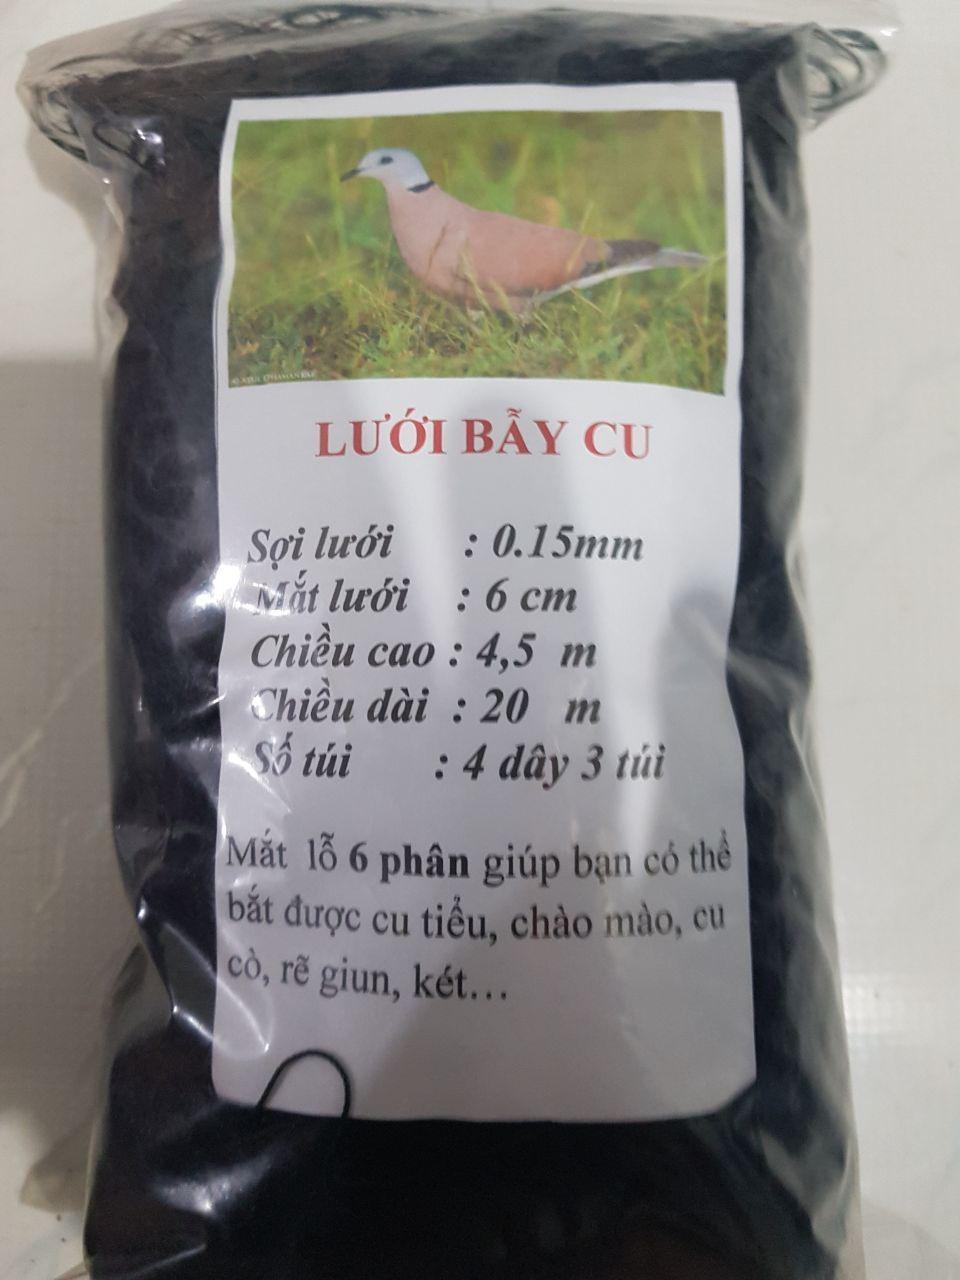 LƯỚI BẪY CU
Sợi lưới : 0.15mm
Mắt lưới : 6 cm
Chiều cao : 4,5 m
Chiều dài : 20 m
Số túi : 4 dây 3 túi
Mắt lỗ 6 phân giúp bạn có thể
bắt được cu tiểu, chào mào, cu
cò, rẽ giun, két...